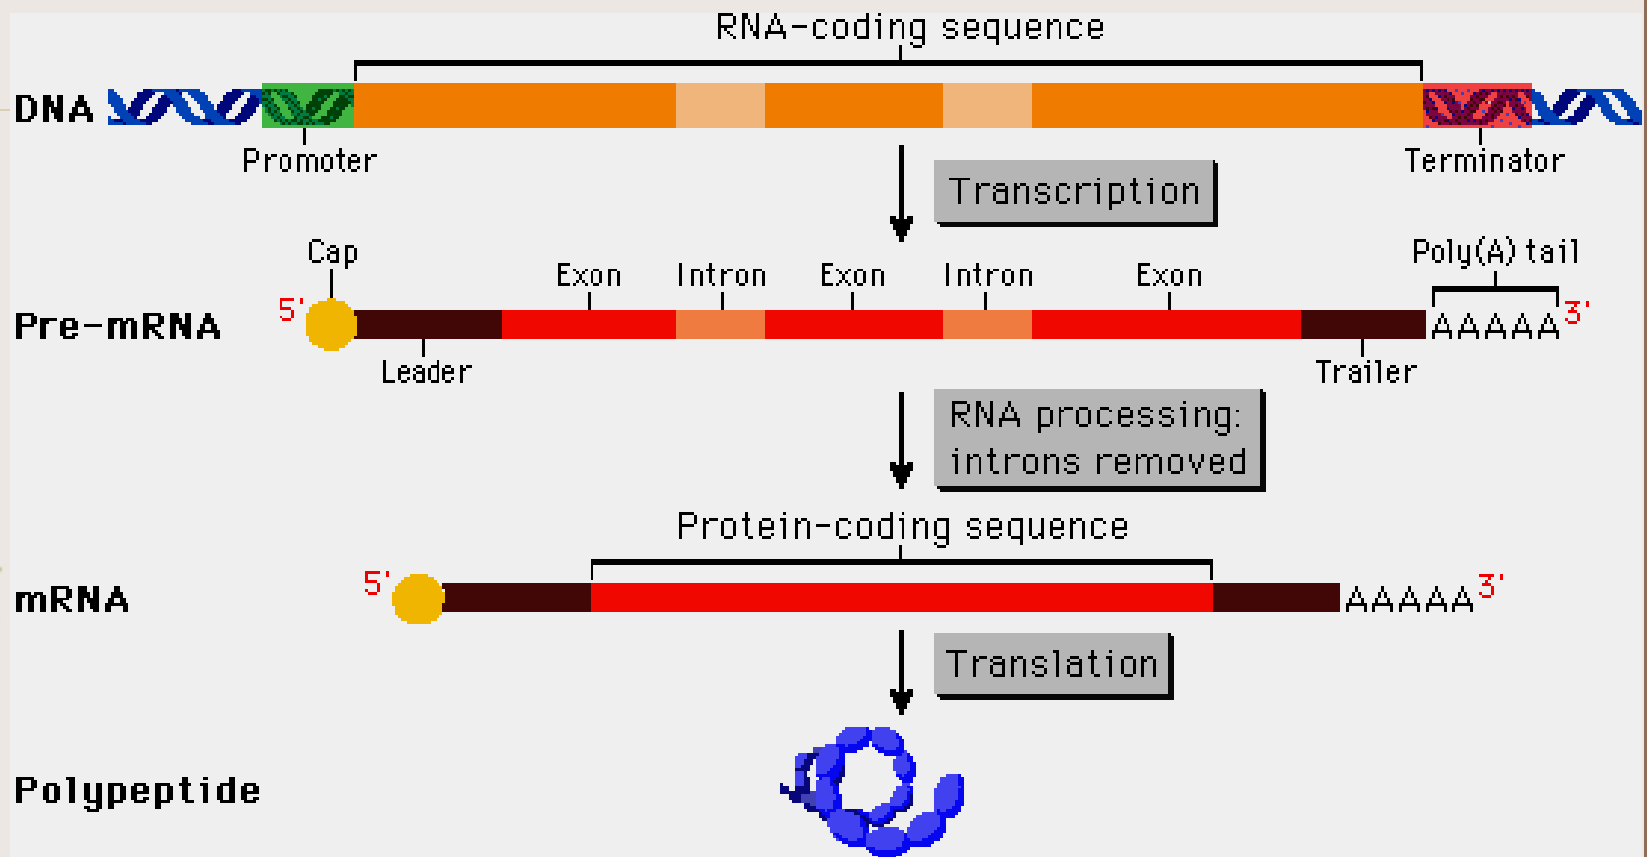 RNA-coding sequence
DNA
Promoter
Terminator
Transcription
Cap
Poly(A) tail
Exon
Intron
Exon
Intron
Exon
5'
3'
Pre-mRNA
AAAAA
Leader
Trailer
RNA processing:
introns removed
Protein-coding sequence
5'
3'
mRNA
AAAAA
Translation
Polypeptide